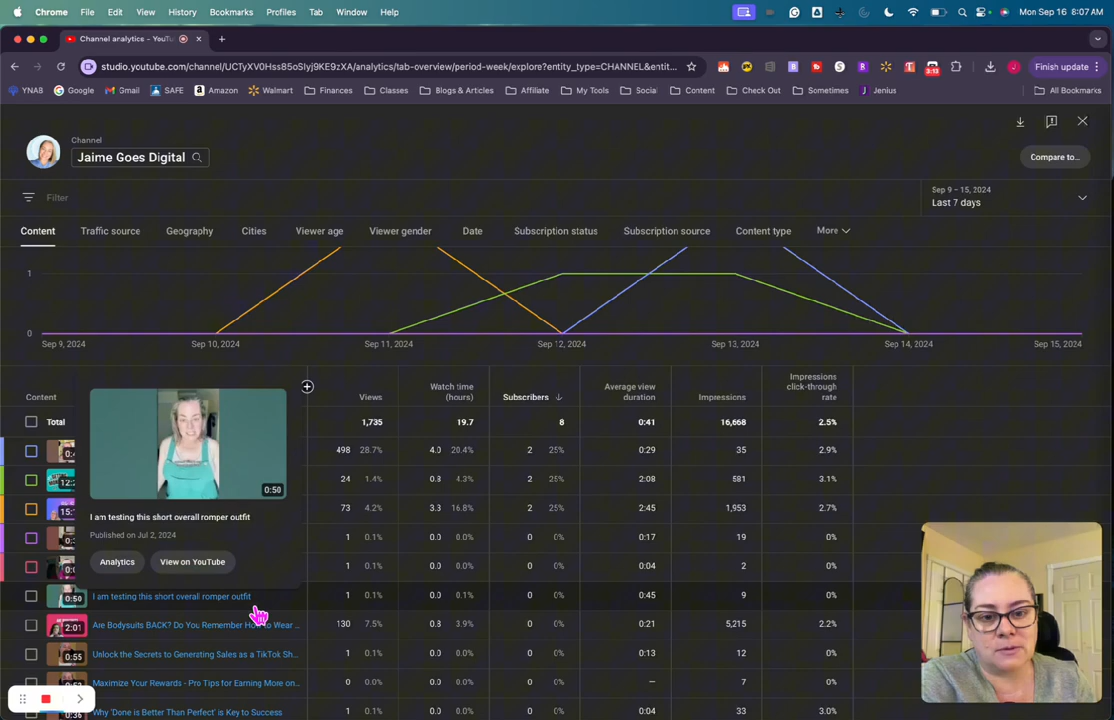 Chrome File Edit View History Bookmarks Profiles Tab Window Help Mon Sep 16 8:07 AM
Channel analytics - YouTu
studio.youtube.com/channel/UCTyXV0Hss85oSIyj9KE9zXA/analytics/tab-overview/period-week/explore?entity_type=CHANNEL&entit...
3:13
Finish update
YNAB Google Gmail SAFE Amazon Walmart Finances Classes Blogs & Articles Affiliate My Tools Social Content Check Out Sometimes Jenius All Bookmarks
Channel
Jaime Goes Digital
Compare to...
Filter
Sep 9 – 15, 2024
Last 7 days
Content Traffic source Geography Cities Viewer age Viewer gender Date Subscription status Subscription source Content type More
1
0
Sep 9, 2024 Sep 10, 2024 Sep 11, 2024 Sep 12, 2024 Sep 13, 2024 Sep 14, 2024 Sep 15, 2024
Content Views Watch time (hours) Subscribers Average view duration Impressions Impressions click-through rate
Total 1,735 19.7 8 0:41 16,668 2.5%
498 28.7% 4.0 20.4% 2 25% 0:29 35 2.9%
24 1.4% 0.8 4.3% 2 25% 2:08 581 3.1%
73 4.2% 3.3 16.8% 2 25% 2:45 1,953 2.7%
1 0.1% 0.0 0.0% 0 0% 0:17 19 0%
1 0.1% 0.0 0.0% 0 0% 0:04 2 0%
0:50
I am testing this short overall romper outfit
Published on Jul 2, 2024
Analytics View on YouTube
0:50 I am testing this short overall romper outfit 1 0.1% 0.0 0.1% 0 0% 0:45 9 0%
2:01 Are Bodysuits BACK? Do You Remember How to Wear ... 130 7.5% 0.8 3.9% 0 0% 0:21 5,215 2.2%
0:55 Unlock the Secrets to Generating Sales as a TikTok Sh... 1 0.1% 0.0 0.0% 0 0% 0:13 12 0%
Maximize Your Rewards - Pro Tips for Earning More on... 0 0.0% 0.0 0.0% 0 0% — 7 0%
0:36 Why 'Done is Better Than Perfect' is Key to Success 1 0.1% 0.0 0.0% 0 0% 0:04 33 3.0%